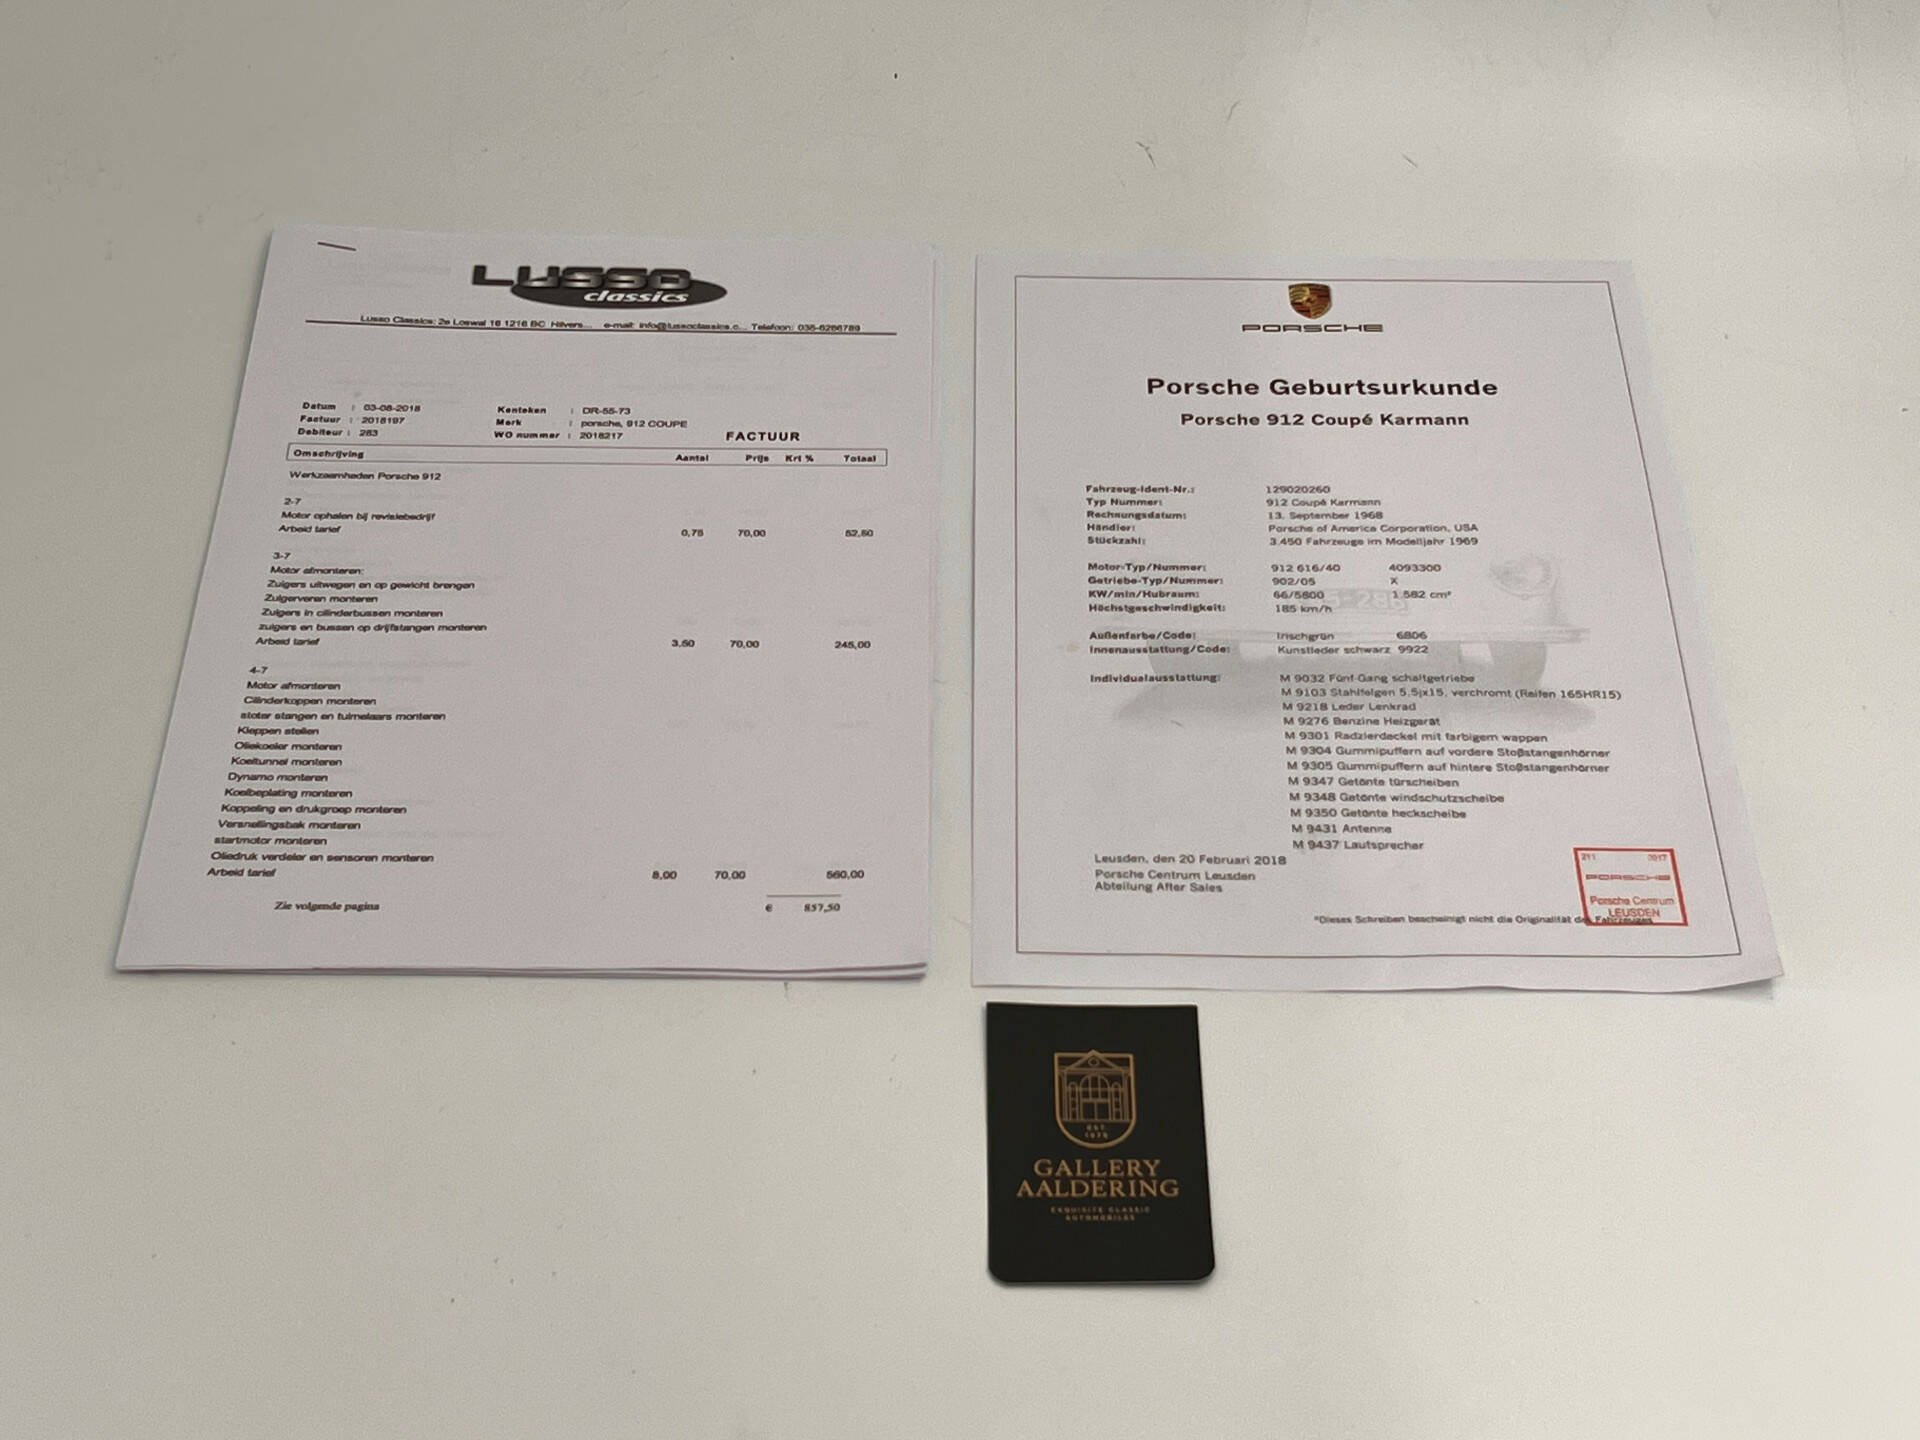 LUSSO
classics
Lusso Classics: 2e Loswal 16 1216 BC Hilvers... e-mail: info@lussoclassics.c... Telefoon: 035-6286789
Datum : 03-08-2018
Factuur : 2018197
Debiteur : 283
Kenteken : DR-55-73
Merk : porsche, 912 COUPE
WO nummer : 2018217
FACTUUR
Omschrijving Aantal Prijs Krt % Totaal
Werkzaamheden Porsche 912
2-7
Motor ophalen bij revisiebedrijf
Arbeid tarief 0,75 70,00 52,50
3-7
Motor afmonteren:
Zuigers uitwegen en op gewicht brengen
Zuigerveren monteren
Zuigers in cilinderbussen monteren
zuigers en bussen op drijfstangen monteren
Arbeid tarief 3,50 70,00 245,00
4-7
Motor afmonteren
Cilinderkoppen monteren
stoter stangen en tuimelaars monteren
Kleppen stellen
Oliekoeler monteren
Koeltunnel monteren
Dynamo monteren
Koelbeplating monteren
Koppeling en drukgroep monteren
Versnellingsbak monteren
startmotor monteren
Oliedruk verdeler en sensoren monteren
Arbeid tarief 8,00 70,00 560,00
Zie volgende pagina € 857,50
PORSCHE
Porsche Geburtsurkunde
Porsche 912 Coupé Karmann
Fahrzeug-Ident-Nr.: 129020260
Typ Nummer: 912 Coupé Karmann
Rechnungsdatum: 13. September 1968
Händler: Porsche of America Corporation, USA
Stückzahl: 3.450 Fahrzeuge im Modelljahr 1969
Motor-Typ/Nummer: 912 616/40 4093300
Getriebe-Typ/Nummer: 902/05 X
KW/min/Hubraum: 66/5800 1.582 cm³
Höchstgeschwindigkeit: 185 km/h
Außenfarbe/Code: Irischgrün 6806
Innenausstattung/Code: Kunstleder schwarz 9922
Individualausstattung: M 9032 Fünf-Gang schaltgetriebe
M 9103 Stahlfelgen 5,5jx15, verchromt (Reifen 165HR15)
M 9218 Leder Lenkrad
M 9276 Benzine Heizgerät
M 9301 Radzierdeckel mit farbigem wappen
M 9304 Gummipuffern auf vordere Stoßstangenhörner
M 9305 Gummipuffern auf hintere Stoßstangenhörner
M 9347 Getönte türscheiben
M 9348 Getönte windschutzscheibe
M 9350 Getönte heckscheibe
M 9431 Antenne
M 9437 Lautsprecher
Leusden, den 20 Februari 2018
Porsche Centrum Leusden
Abteilung After Sales
211 2017
PORSCHE
Porsche Centrum
LEUSDEN
*Dieses Schreiben bescheinigt nicht die Originalität des Fahrzeuges
EST.
1975
GALLERY
AALDERING
EXQUISITE CLASSIC
AUTOMOBILES